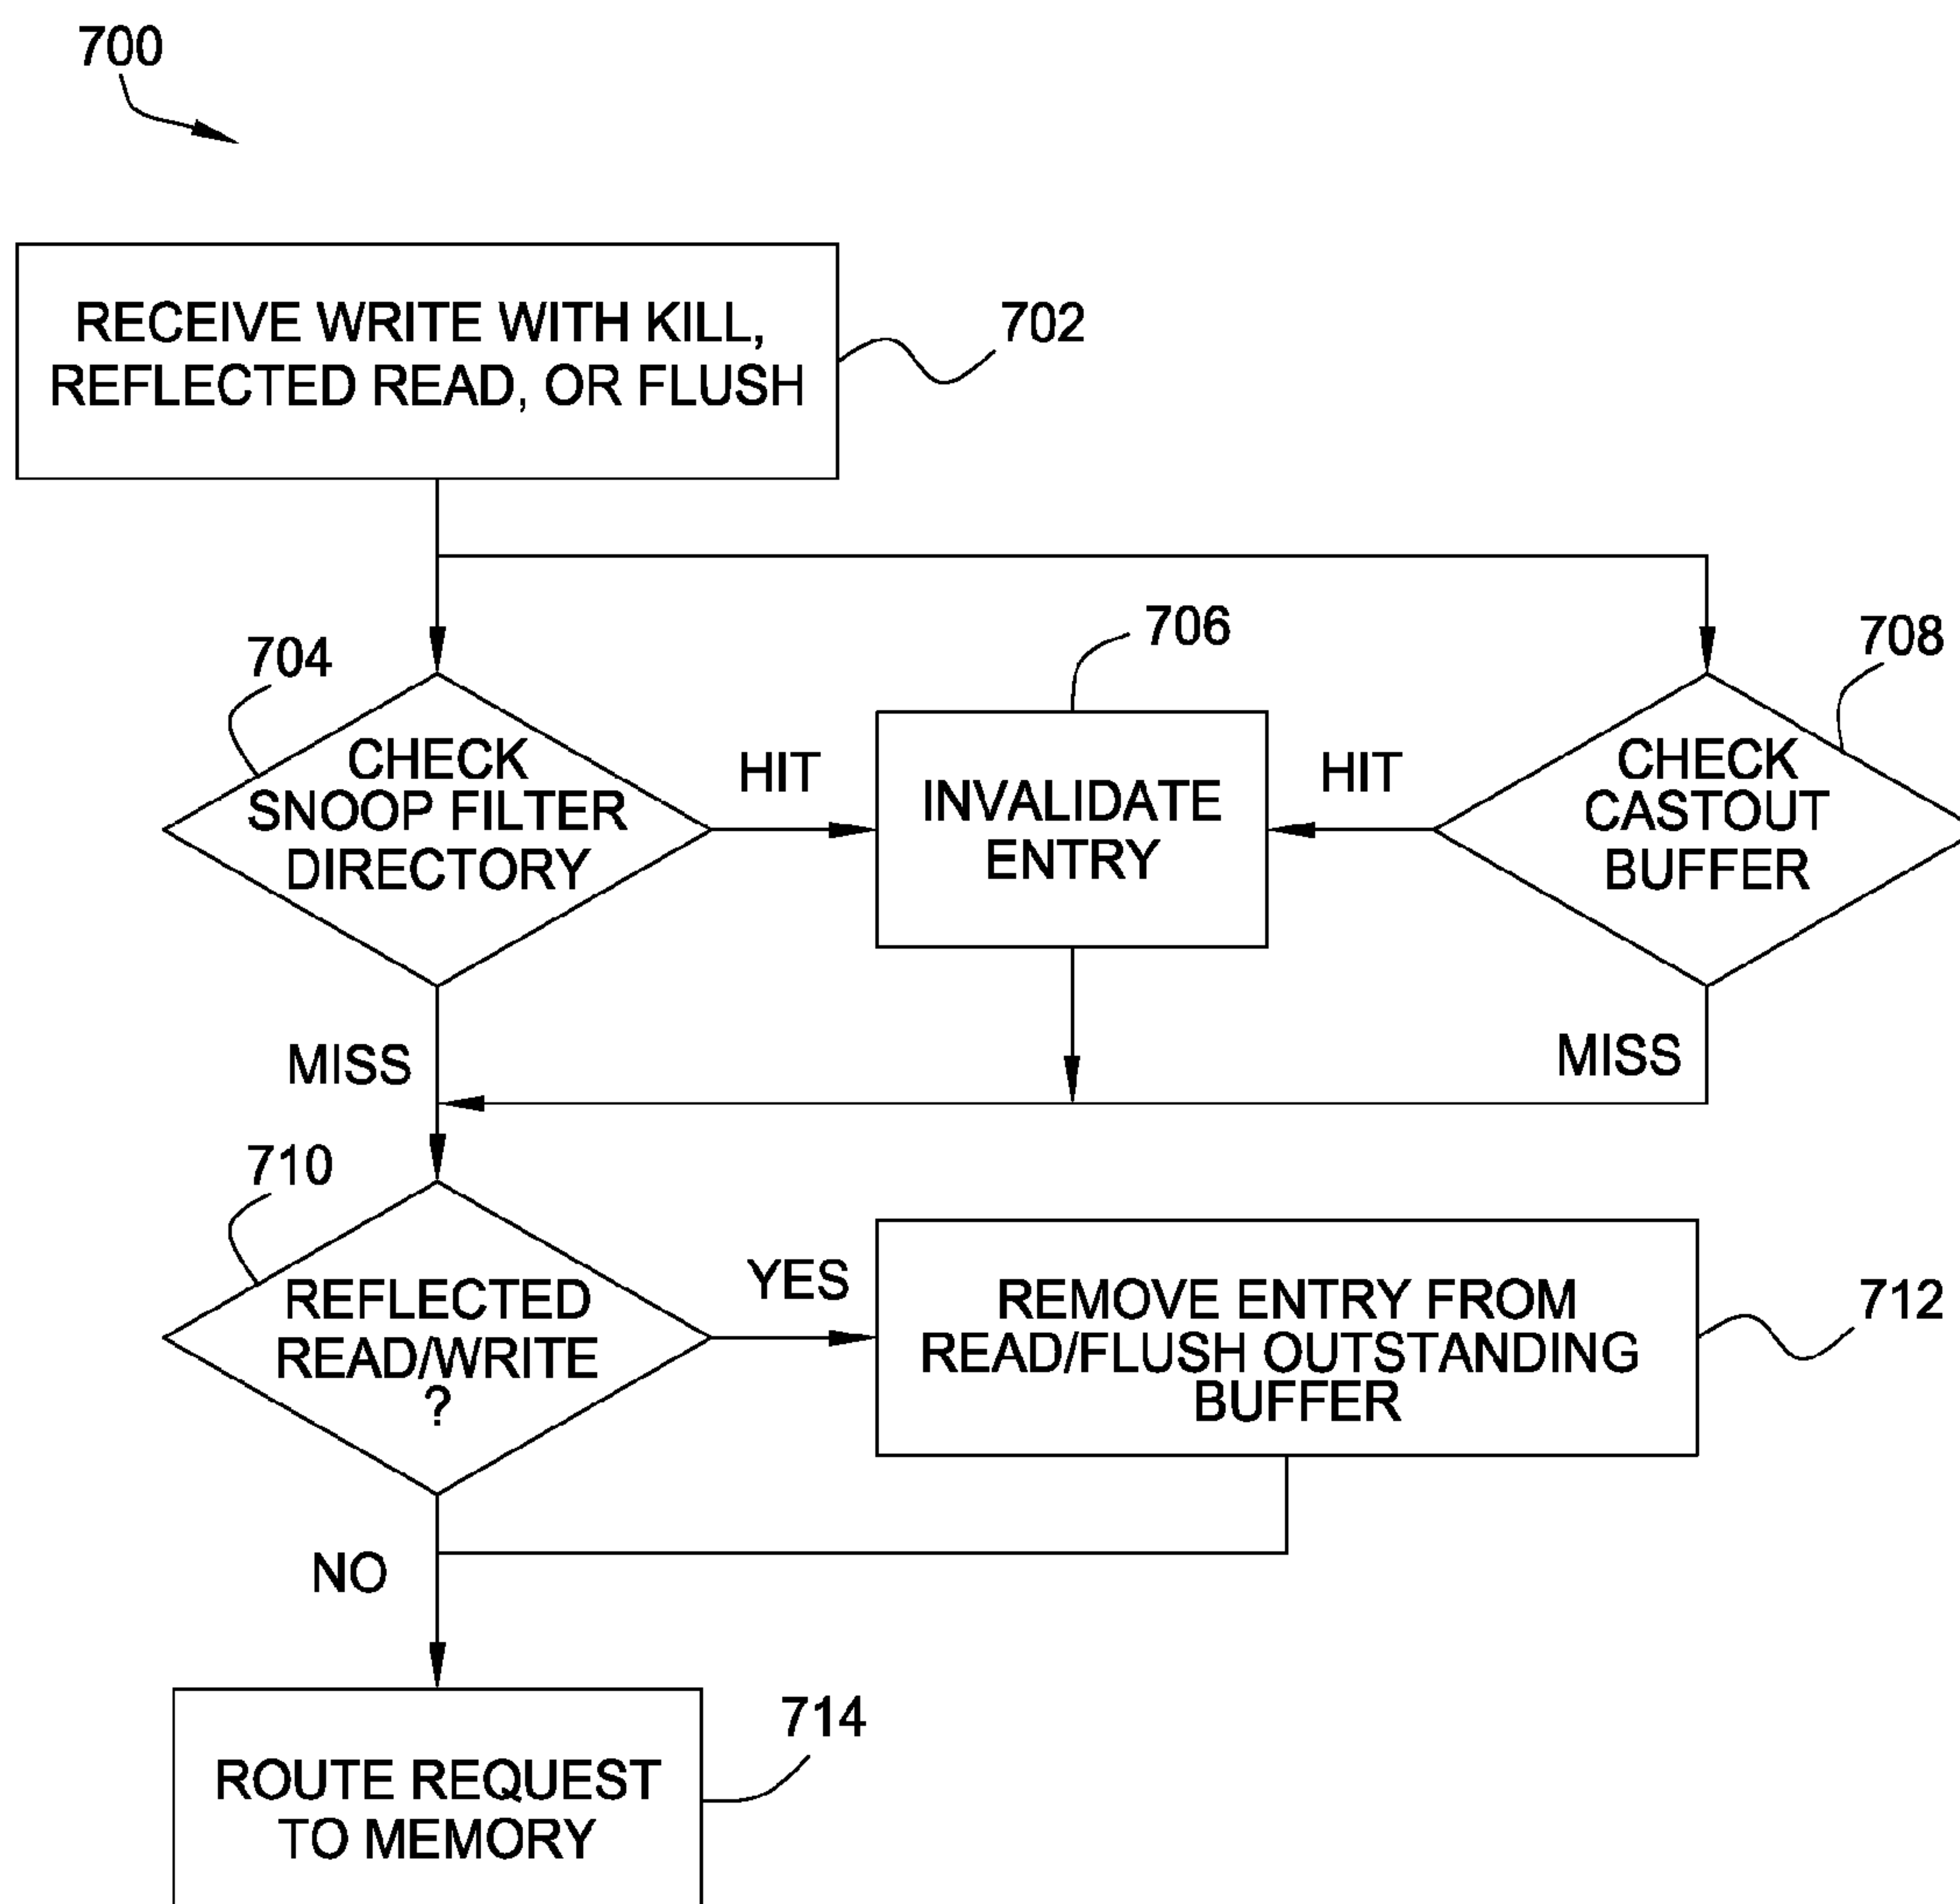 700
RECEIVE WRITE WITH KILL,
REFLECTED READ, OR FLUSH
702
704
CHECK
SNOOP FILTER
DIRECTORY
HIT
706
INVALIDATE
ENTRY
HIT
708
CHECK
CASTOUT
BUFFER
MISS
MISS
710
REFLECTED
READ/WRITE
?
YES
REMOVE ENTRY FROM
READ/FLUSH OUTSTANDING
BUFFER
712
NO
714
ROUTE REQUEST
TO MEMORY